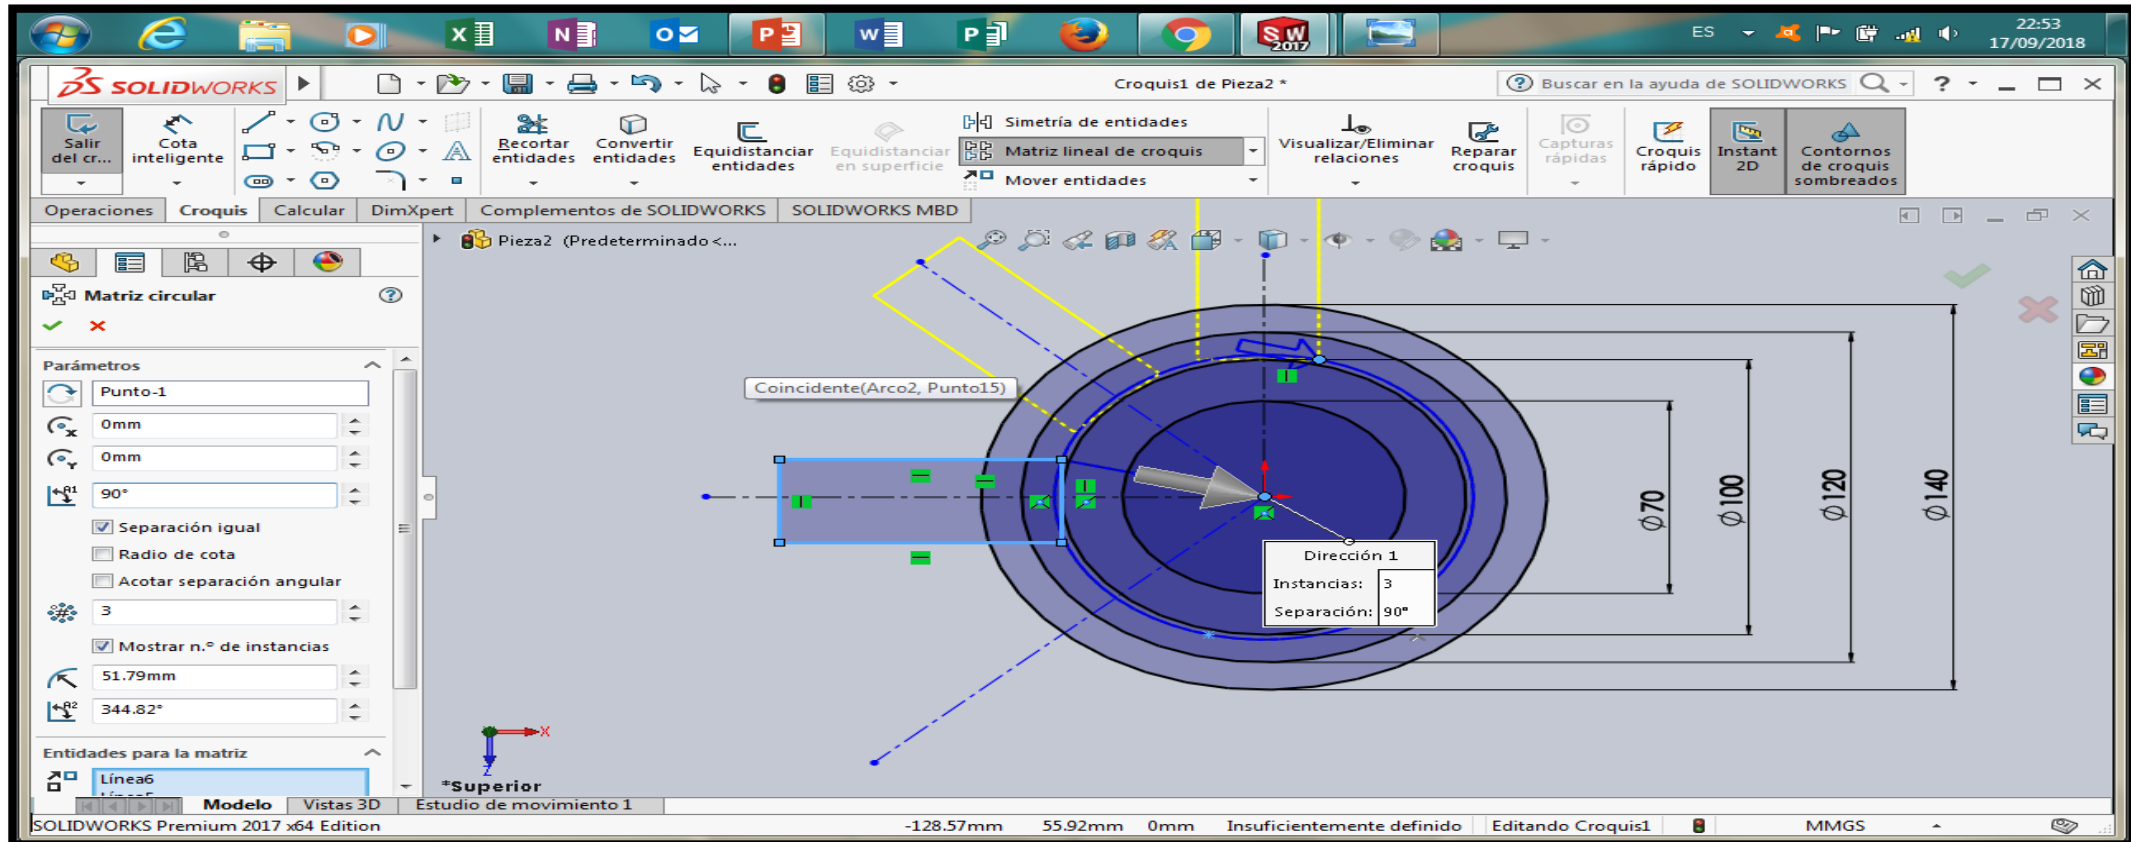 ES
22:53
17/09/2018
SOLIDWORKS
Croquis1 de Pieza2 *
Buscar en la ayuda de SOLIDWORKS
Salir del cr...
Cota inteligente
Recortar entidades
Convertir entidades
Equidistanciar entidades
Equidistanciar en superficie
Simetría de entidades
Matriz lineal de croquis
Mover entidades
Visualizar/Eliminar relaciones
Reparar croquis
Capturas rápidas
Croquis rápido
Instant 2D
Contornos de croquis sombreados
Operaciones
Croquis
Calcular
DimXpert
Complementos de SOLIDWORKS
SOLIDWORKS MBD
Pieza2 (Predeterminado<...
Matriz circular
Parámetros
Punto-1
0mm
0mm
90°
Separación igual
Radio de cota
Acotar separación angular
3
Mostrar n.º de instancias
51.79mm
344.82°
Entidades para la matriz
Línea6
Coincidente(Arco2, Punto15)
Dirección 1
Instancias: 3
Separación: 90°
Ø70
Ø100
Ø120
Ø140
X
Z
*Superior
Modelo
Vistas 3D
Estudio de movimiento 1
SOLIDWORKS Premium 2017 x64 Edition
-128.57mm
55.92mm
0mm
Insuficientemente definido
Editando Croquis1
MMGS